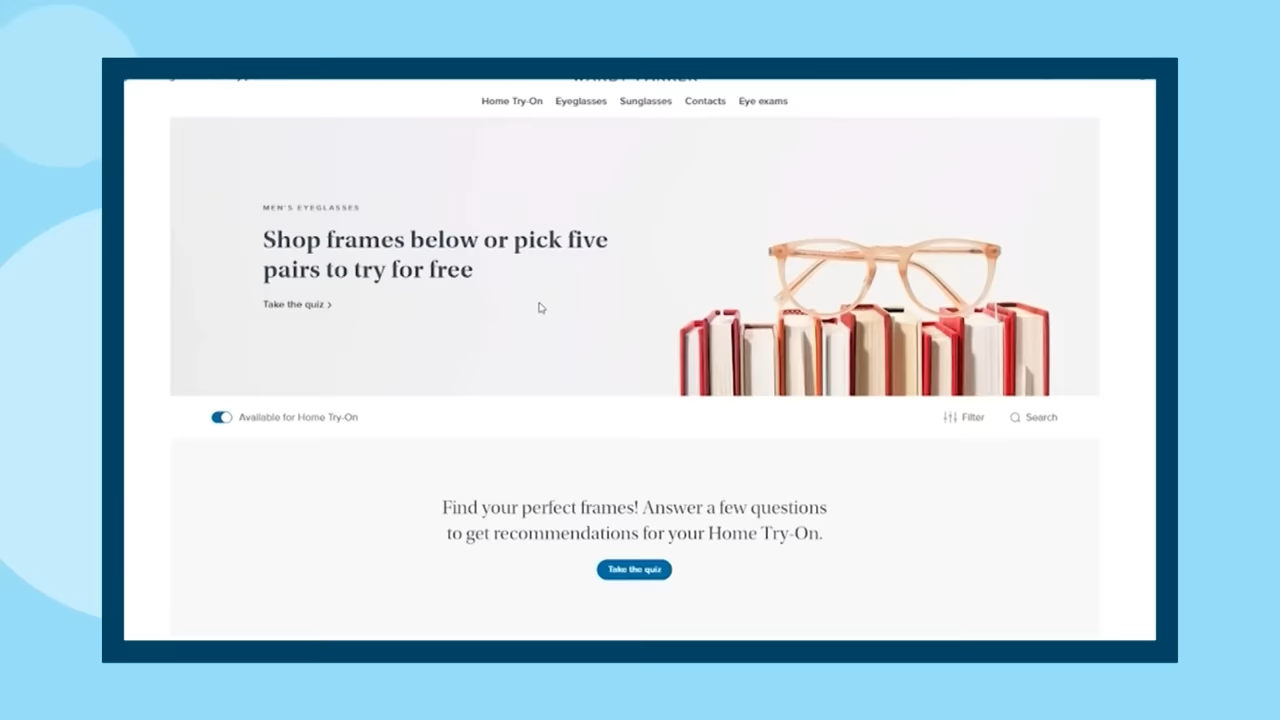 Home Try-On Eyeglasses Sunglasses Contacts Eye exams
MEN'S EYEGLASSES
Shop frames below or pick five
pairs to try for free
Take the quiz >
Available for Home Try-On
Filter
Search
Find your perfect frames! Answer a few questions
to get recommendations for your Home Try-On.
Take the quiz